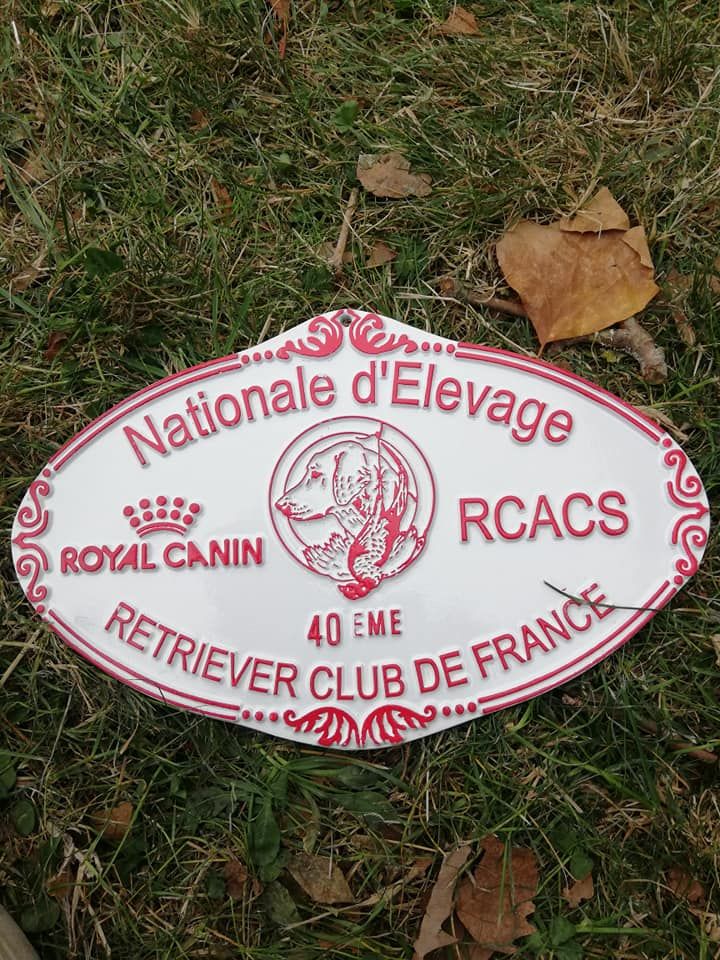 Nationale d'Elevage
ROYAL CANIN
RCACS
40 EME
RETRIEVER CLUB DE FRANCE